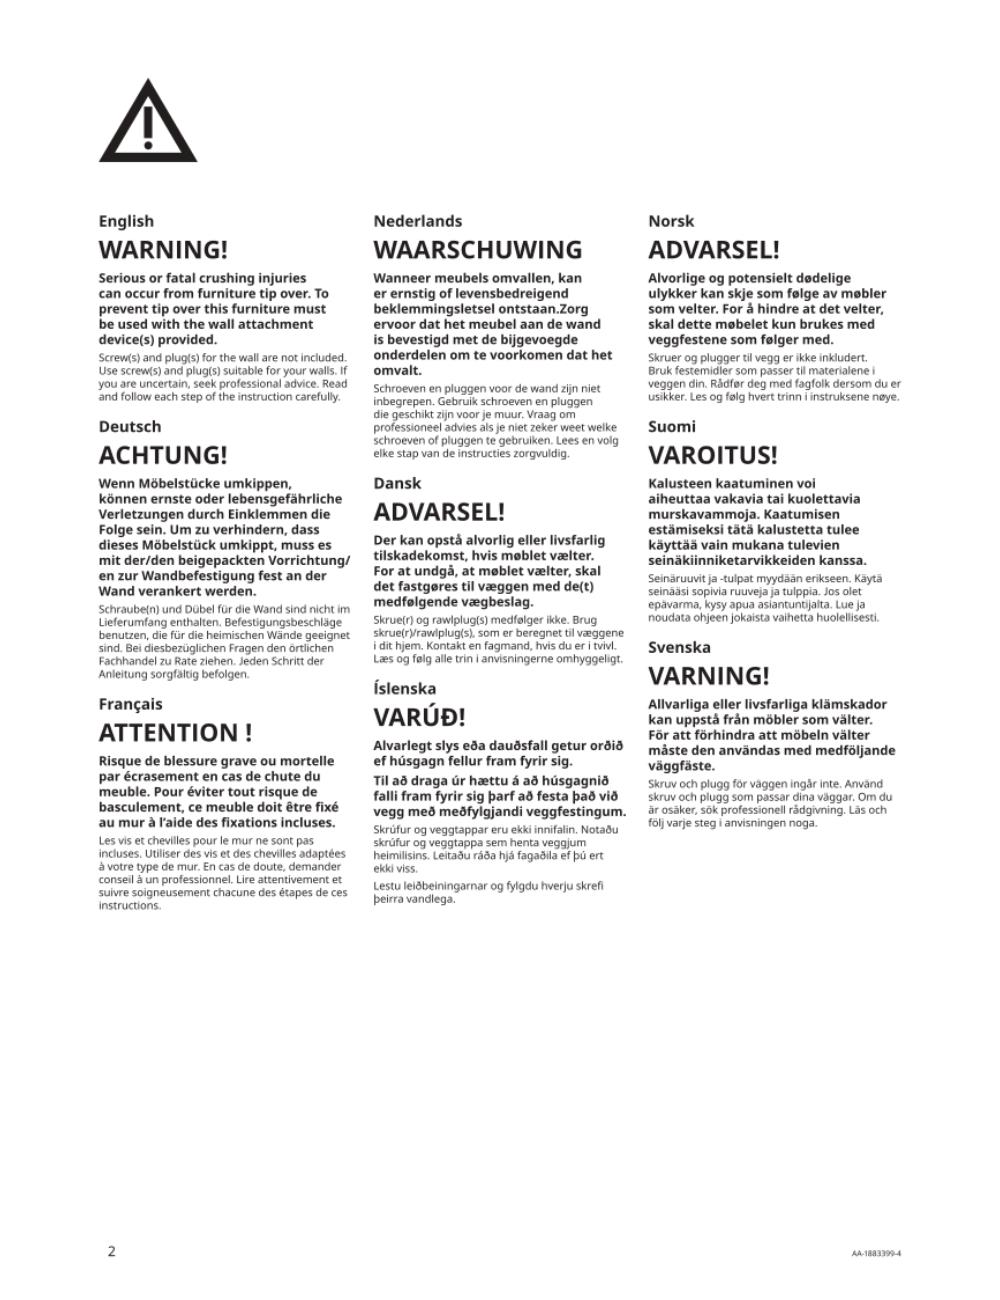 English
WARNING!
Serious or fatal crushing injuries
can occur from furniture tip over. To
prevent tip over this furniture must
be used with the wall attachment
device(s) provided.
Screw(s) and plug(s) for the wall are not included.
Use screw(s) and plug(s) suitable for your walls. If
you are uncertain, seek professional advice. Read
and follow each step of the instruction carefully.
Deutsch
ACHTUNG!
Wenn Möbelstücke umkippen,
können ernste oder lebensgefährliche
Verletzungen durch Einklemmen die
Folge sein. Um zu verhindern, dass
dieses Möbelstück umkippt, muss es
mit der/den beigepackten Vorrichtung/
en zur Wandbefestigung fest an der
Wand verankert werden.
Schraube(n) und Dübel für die Wand sind nicht im
Lieferumfang enthalten. Befestigungsbeschläge
benutzen, die für die heimischen Wände geeignet
sind. Bei diesbezüglichen Fragen den örtlichen
Fachhandel zu Rate ziehen. Jeden Schritt der
Anleitung sorgfältig befolgen.
Français
ATTENTION !
Risque de blessure grave ou mortelle
par écrasement en cas de chute du
meuble. Pour éviter tout risque de
basculement, ce meuble doit être fixé
au mur à l'aide des fixations incluses.
Les vis et chevilles pour le mur ne sont pas
incluses. Utiliser des vis et des chevilles adaptées
à votre type de mur. En cas de doute, demander
conseil à un professionnel. Lire attentivement et
suivre soigneusement chacune des étapes de ces
instructions.
Nederlands
WAARSCHUWING
Wanneer meubels omvallen, kan
er ernstig of levensbedreigend
beklemmingsletsel ontstaan.Zorg
ervoor dat het meubel aan de wand
is bevestigd met de bijgevoegde
onderdelen om te voorkomen dat het
omvalt.
Schroeven en pluggen voor de wand zijn niet
inbegrepen. Gebruik schroeven en pluggen
die geschikt zijn voor je muur. Vraag om
professioneel advies als je niet zeker weet welke
schroeven of pluggen te gebruiken. Lees en volg
elke stap van de instructies zorgvuldig.
Dansk
ADVARSEL!
Der kan opstå alvorlig eller livsfarlig
tilskadekomst, hvis møblet vælter.
For at undgå, at møblet vælter, skal
det fastgøres til væggen med de(t)
medfølgende vægbeslag.
Skrue(r) og rawlplug(s) medfølger ikke. Brug
skrue(r)/rawlplug(s), som er beregnet til væggene
i dit hjem. Kontakt en fagmand, hvis du er i tvivl.
Læs og følg alle trin i anvisningerne omhyggeligt.
Íslenska
VARÚÐ!
Alvarlegt slys eða dauðsfall getur orðið
ef húsgagn fellur fram fyrir sig.
Til að draga úr hættu á að húsgagnið
falli fram fyrir sig þarf að festa það við
vegg með meðfylgjandi veggfestingum.
Skrúfur og veggtappar eru ekki innifalin. Notaðu
skrúfur og veggtappa sem henta veggjum
heimilisins. Leitaðu ráða hjá fagaðila ef þú ert
ekki viss.
Lestu leiðbeiningarnar og fylgdu hverju skrefi
þeirra vandlega.
Norsk
ADVARSEL!
Alvorlige og potensielt dødelige
ulykker kan skje som følge av møbler
som velter. For å hindre at det velter,
skal dette møbelet kun brukes med
veggfestene som følger med.
Skruer og plugger til vegg er ikke inkludert.
Bruk festemidler som passer til materialene i
veggen din. Rådfør deg med fagfolk dersom du er
usikker. Les og følg hvert trinn i instruksene nøye.
Suomi
VAROITUS!
Kalusteen kaatuminen voi
aiheuttaa vakavia tai kuolettavia
murskavammoja. Kaatumisen
estämiseksi tätä kalustetta tulee
käyttää vain mukana tulevien
seinäkiinniketarvikkeiden kanssa.
Seinäruuvit ja -tulpat myydään erikseen. Käytä
seinääsi sopivia ruuveja ja tulppia. Jos olet
epävarma, kysy apua asiantuntijalta. Lue ja
noudata ohjeen jokaista vaihetta huolellisesti.
Svenska
VARNING!
Allvarliga eller livsfarliga klämskador
kan uppstå från möbler som välter.
För att förhindra att möbeln välter
måste den användas med medföljande
väggfäste.
Skruv och plugg för väggen ingår inte. Använd
skruv och plugg som passar dina väggar. Om du
är osäker, sök professionell rådgivning. Läs och
följ varje steg i anvisningen noga.
2
AA-1883399-4